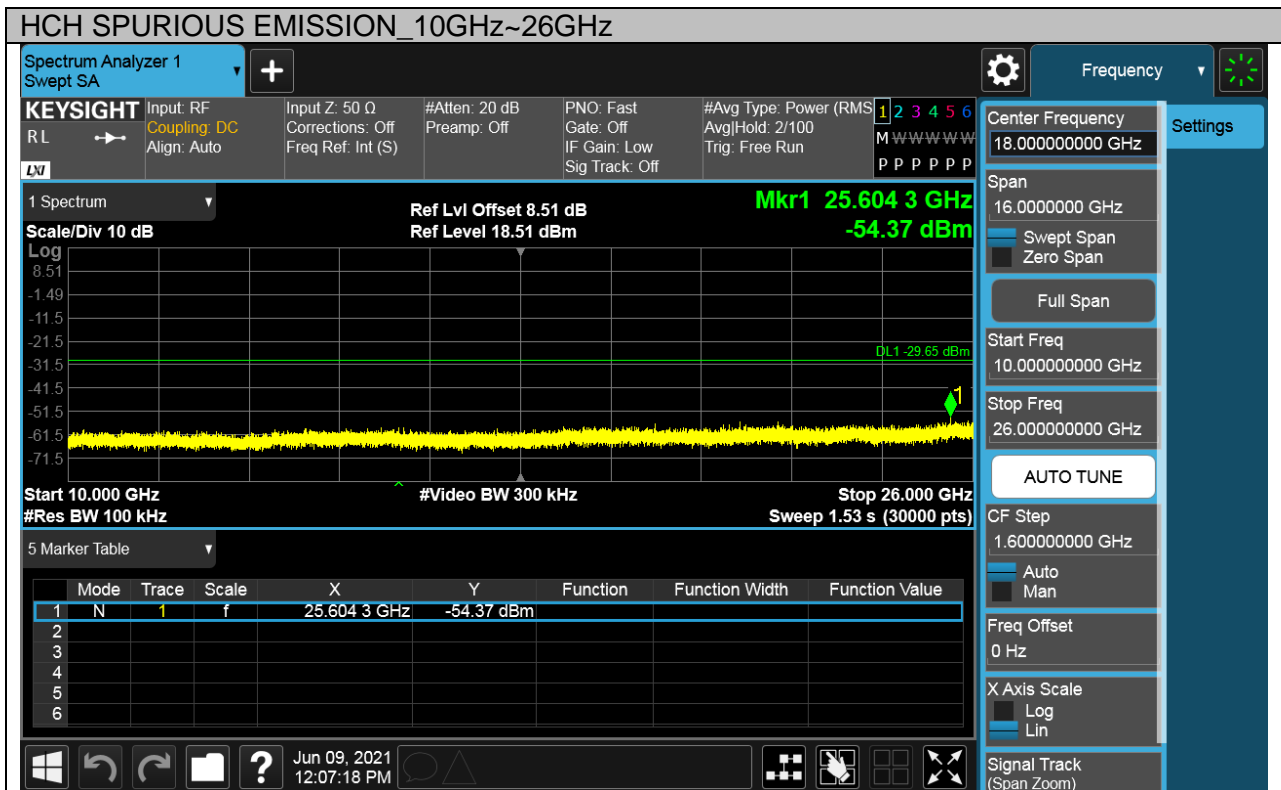 HCH SPURIOUS EMISSION_10GHz~26GHz
Spectrum Analyzer 1
Swept SA
+
Frequency
KEYSIGHT
RL
LXI
Input: RF
Coupling: DC
Align: Auto
Input Z: 50 Ω
Corrections: Off
Freq Ref: Int (S)
#Atten: 20 dB
Preamp: Off
PNO: Fast
Gate: Off
IF Gain: Low
Sig Track: Off
#Avg Type: Power (RMS
Avg|Hold: 2/100
Trig: Free Run
1 2 3 4 5 6
M W W W W W
P P P P P P
1 Spectrum
Scale/Div 10 dB
Ref Lvl Offset 8.51 dB
Ref Level 18.51 dBm
Mkr1 25.604 3 GHz
-54.37 dBm
Log
8.51
-1.49
-11.5
-21.5
-31.5
-41.5
-51.5
-61.5
-71.5
DL1 -29.65 dBm
1
Start 10.000 GHz
#Video BW 300 kHz
Stop 26.000 GHz
#Res BW 100 kHz
Sweep 1.53 s (30000 pts)
5 Marker Table
Mode Trace Scale X Y Function Function Width Function Value
1 N 1 f 25.604 3 GHz -54.37 dBm
2
3
4
5
6
?
Jun 09, 2021
12:07:18 PM
Center Frequency
18.000000000 GHz
Settings
Span
16.0000000 GHz
Swept Span
Zero Span
Full Span
Start Freq
10.000000000 GHz
Stop Freq
26.000000000 GHz
AUTO TUNE
CF Step
1.600000000 GHz
Auto
Man
Freq Offset
0 Hz
X Axis Scale
Log
Lin
Signal Track
(Span Zoom)